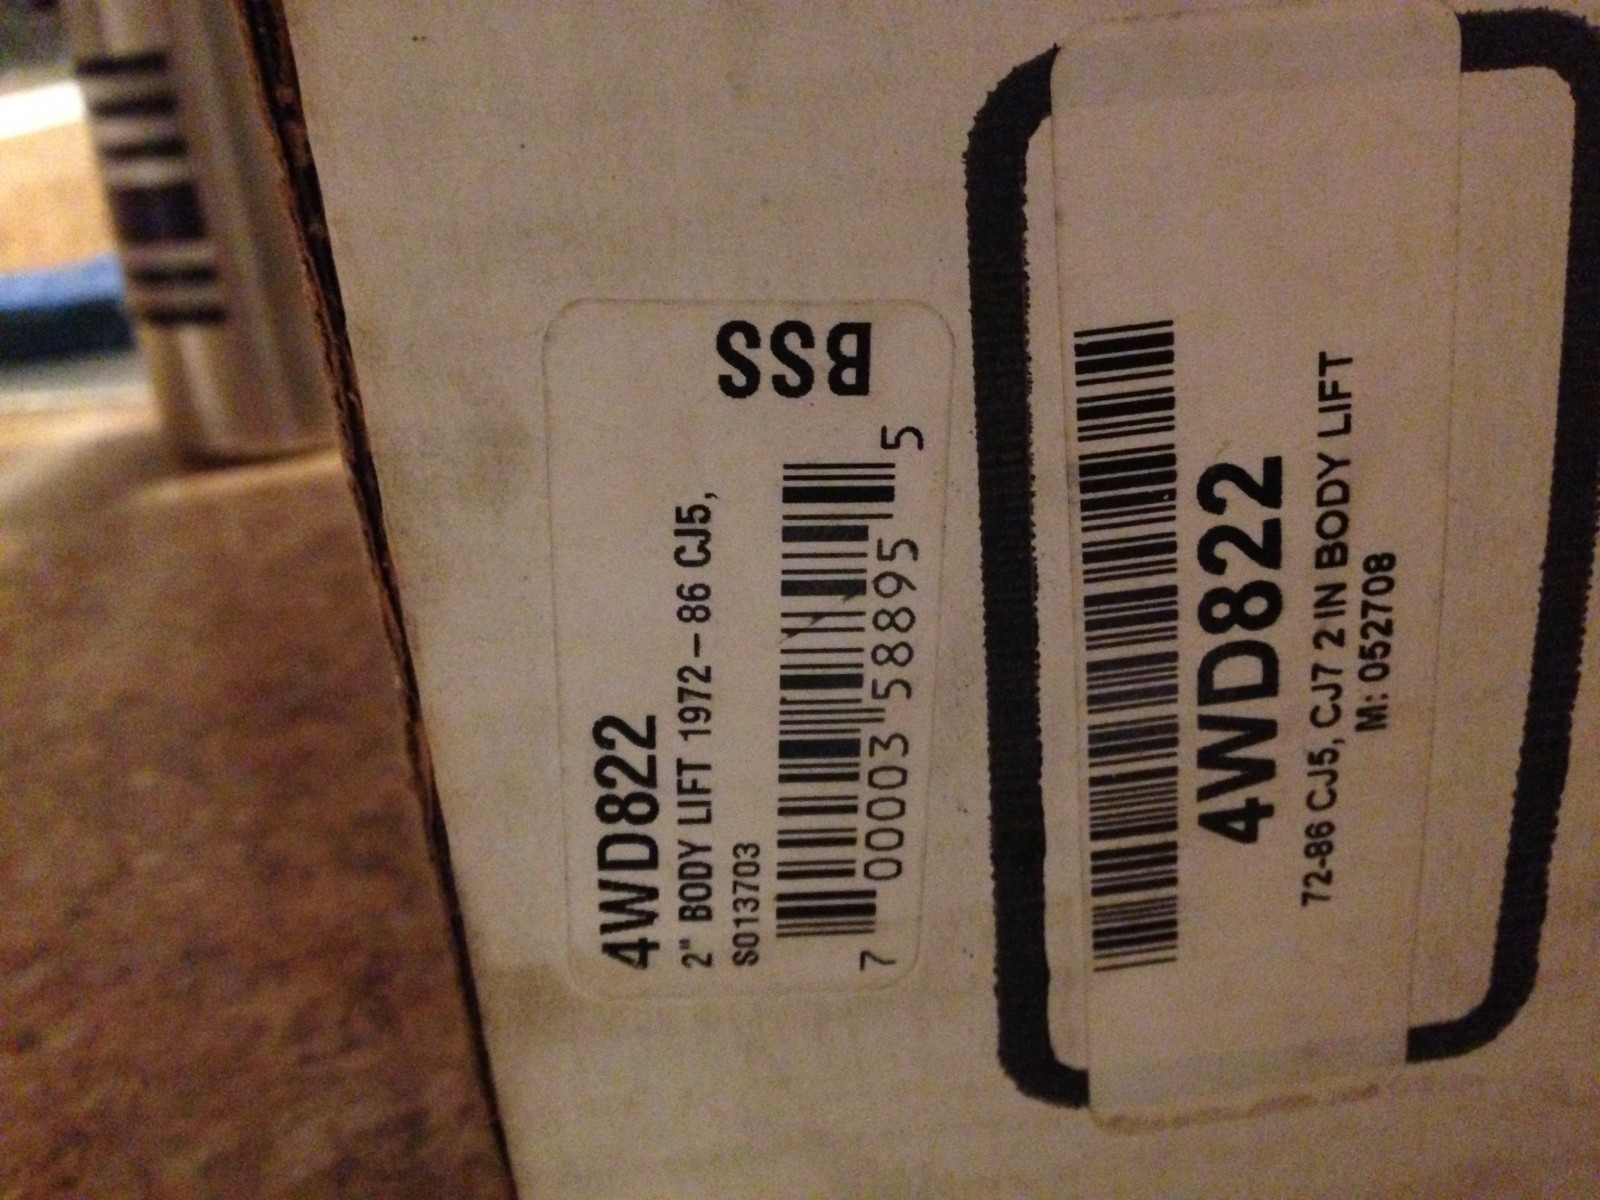 4WD822
2" BODY LIFT 1972-86 CJ5,
S013703
BSS
7 00003 58895 5
4WD822
72-86 CJ5, CJ7 2 IN BODY LIFT
M: 052708